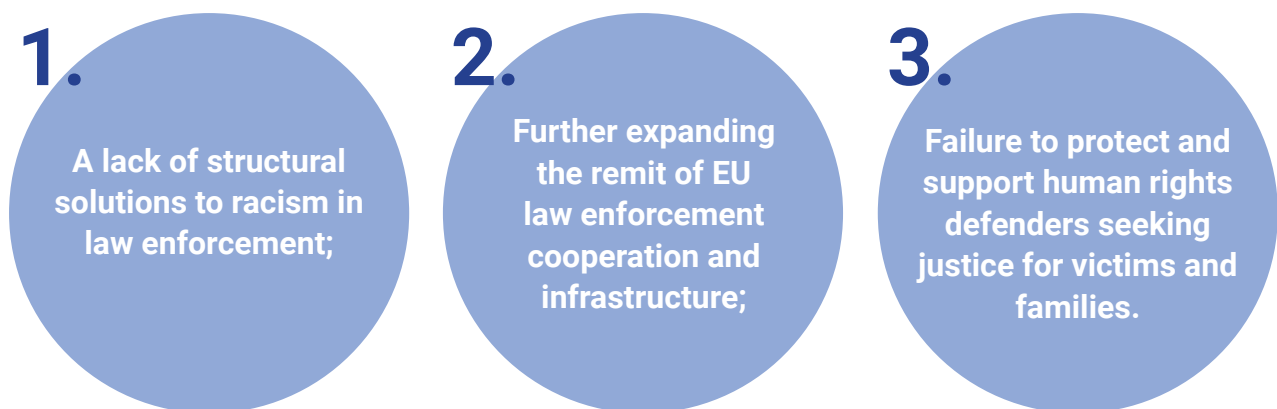 1.
A lack of structural
solutions to racism in
law enforcement;
2.
Further expanding
the remit of EU
law enforcement
cooperation and
infrastructure;
3.
Failure to protect and
support human rights
defenders seeking
justice for victims and
families.